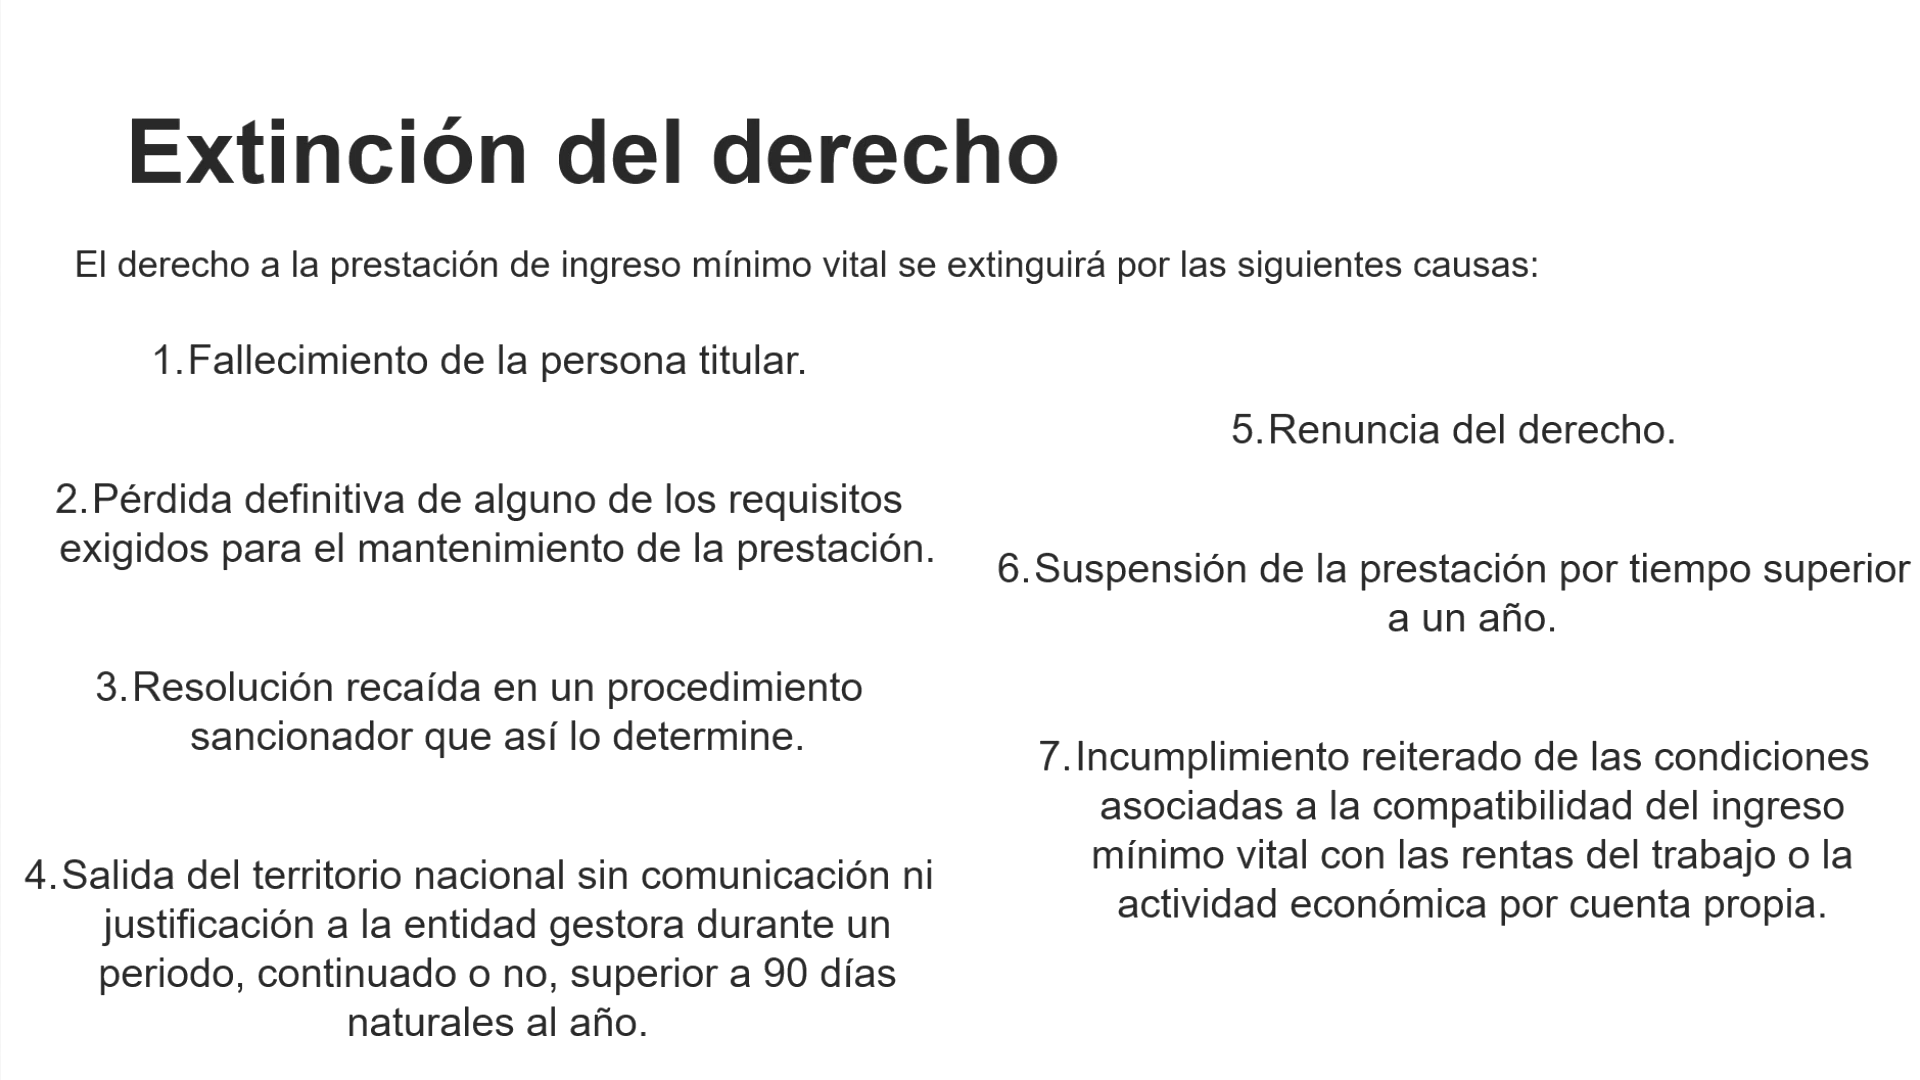 Extinción del derecho
El derecho a la prestación de ingreso mínimo vital se extinguirá por las siguientes causas:
1.Fallecimiento de la persona titular.
2.Pérdida definitiva de alguno de los requisitos
exigidos para el mantenimiento de la prestación.
3.Resolución recaída en un procedimiento
sancionador que así lo determine.
4.Salida del territorio nacional sin comunicación ni
justificación a la entidad gestora durante un
periodo, continuado o no, superior a 90 días
naturales al año.
5.Renuncia del derecho.
6.Suspensión de la prestación por tiempo superior
a un año.
7.Incumplimiento reiterado de las condiciones
asociadas a la compatibilidad del ingreso
mínimo vital con las rentas del trabajo o la
actividad económica por cuenta propia.